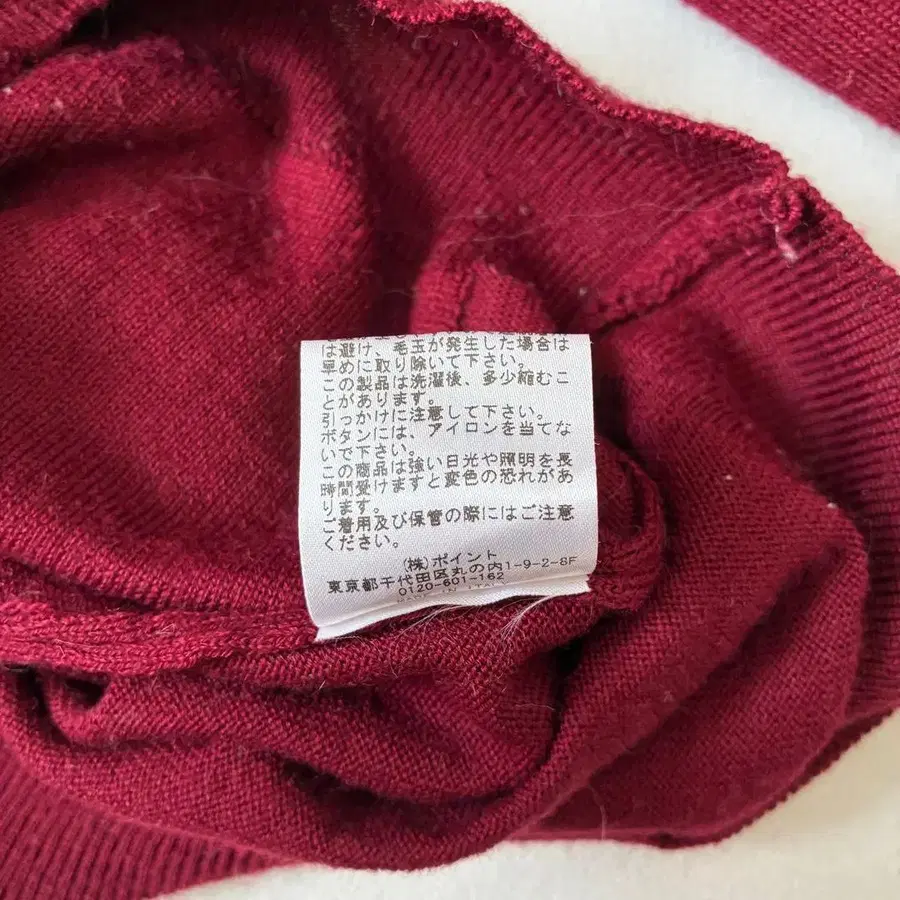 は避け、毛玉が発生した場合は
早めに取り除いて下さい。
この製品は洗濯後、多少縮むこ
とがあります。
引っかけに注意して下さい。
ボタンには、アイロンを当てな
いで下さい。
この商品は強い日光や照明を長
時間受けますと変色の恐れがあ
ります。
ご着用及び保管の際にはご注意
ください。
(株)ポイント
東京都千代田区丸の内1-9-2-8F
0120-601-162
MADE IN